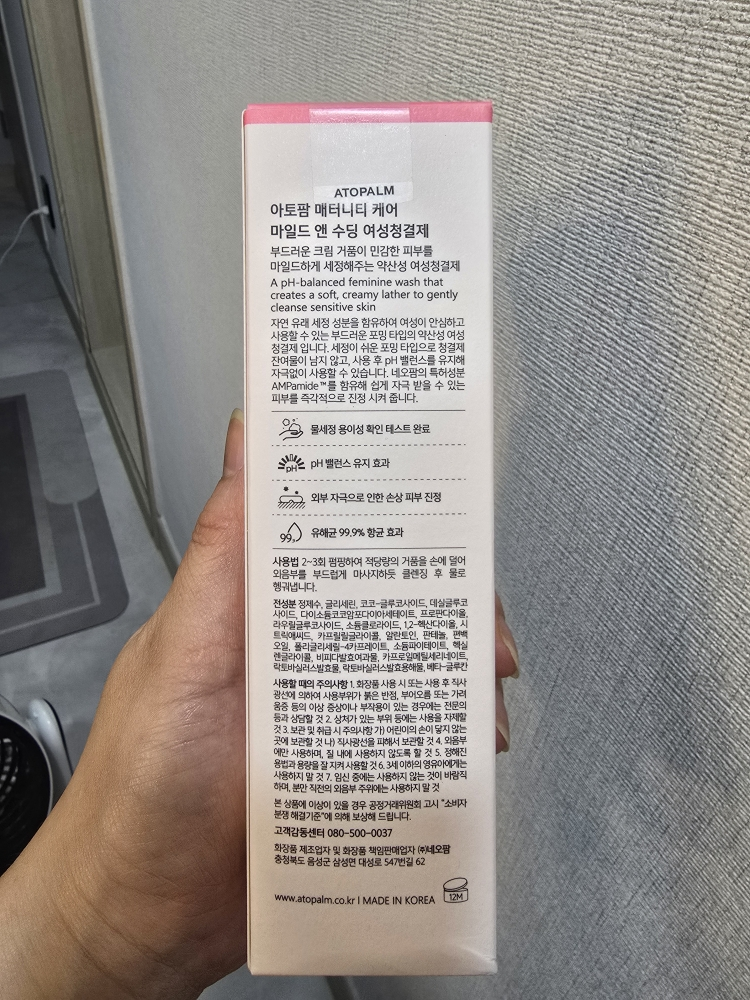 ATOPALM
아토팜 매터니티 케어
마일드 앤 수딩 여성청결제
부드러운 크림 거품이 민감한 피부를
마일드하게 세정해주는 약산성 여성청결제
A pH-balanced feminine wash that
creates a soft, creamy lather to gently
cleanse sensitive skin
자연 유래 세정 성분을 함유하여 여성이 안심하고
사용할 수 있는 부드러운 포밍 타입의 약산성 여성
청결제 입니다. 세정이 쉬운 포밍 타입으로 청결제
잔여물이 남지 않고, 사용 후 pH 밸런스를 유지해
자극없이 사용할 수 있습니다. 네오팜의 특허성분
AMPamide™를 함유해 쉽게 자극 받을 수 있는
피부를 즉각적으로 진정 시켜 줍니다.
물세정 용이성 확인 테스트 완료
pH
pH 밸런스 유지 효과
외부 자극으로 인한 손상 피부 진정
99.9
유해균 99.9% 항균 효과
사용법 2~3회 펌핑하여 적당량의 거품을 손에 덜어
외음부를 부드럽게 마사지하듯 클렌징 후 물로
헹궈냅니다.
전성분 정제수, 글리세린, 코코-글루코사이드, 데실글루코
사이드, 다이소듐코코암포다이아세테이트, 프로판다이올,
라우릴글루코사이드, 소듐클로라이드, 1,2-헥산다이올, 시
트릭애씨드, 카프릴릴글라이콜, 알란토인, 판테놀, 편백
오일, 폴리글리세릴-4카프레이트, 소듐파이테이트, 헥실
렌글라이콜, 비피다발효여과물, 카프로일메틸세리네이트,
락토바실러스발효물, 락토바실러스발효용해물, 베타-글루칸
사용할 때의 주의사항 1. 화장품 사용 시 또는 사용 후 직사
광선에 의하여 사용부위가 붉은 반점, 부어오름 또는 가려
움증 등의 이상 증상이나 부작용이 있는 경우에는 전문의
등과 상담할 것 2. 상처가 있는 부위 등에는 사용을 자제할
것 3. 보관 및 취급 시 주의사항 가) 어린이의 손이 닿지 않는
곳에 보관할 것 나) 직사광선을 피해서 보관할 것 4. 외음부
에만 사용하며, 질 내에 사용하지 않도록 할 것 5. 정해진
용법과 용량을 잘 지켜 사용할 것 6. 3세 이하의 영유아에게는
사용하지 말 것 7. 임신 중에는 사용하지 않는 것이 바람직
하며, 분만 직전의 외음부 주위에는 사용하지 말 것
본 상품에 이상이 있을 경우 공정거래위원회 고시 "소비자
분쟁 해결기준"에 의해 보상해 드립니다.
고객감동센터 080-500-0037
화장품 제조업자 및 화장품 책임판매업자 ㈜네오팜
충청북도 음성군 삼성면 대성로 547번길 62
www.atopalm.co.kr | MADE IN KOREA
12M